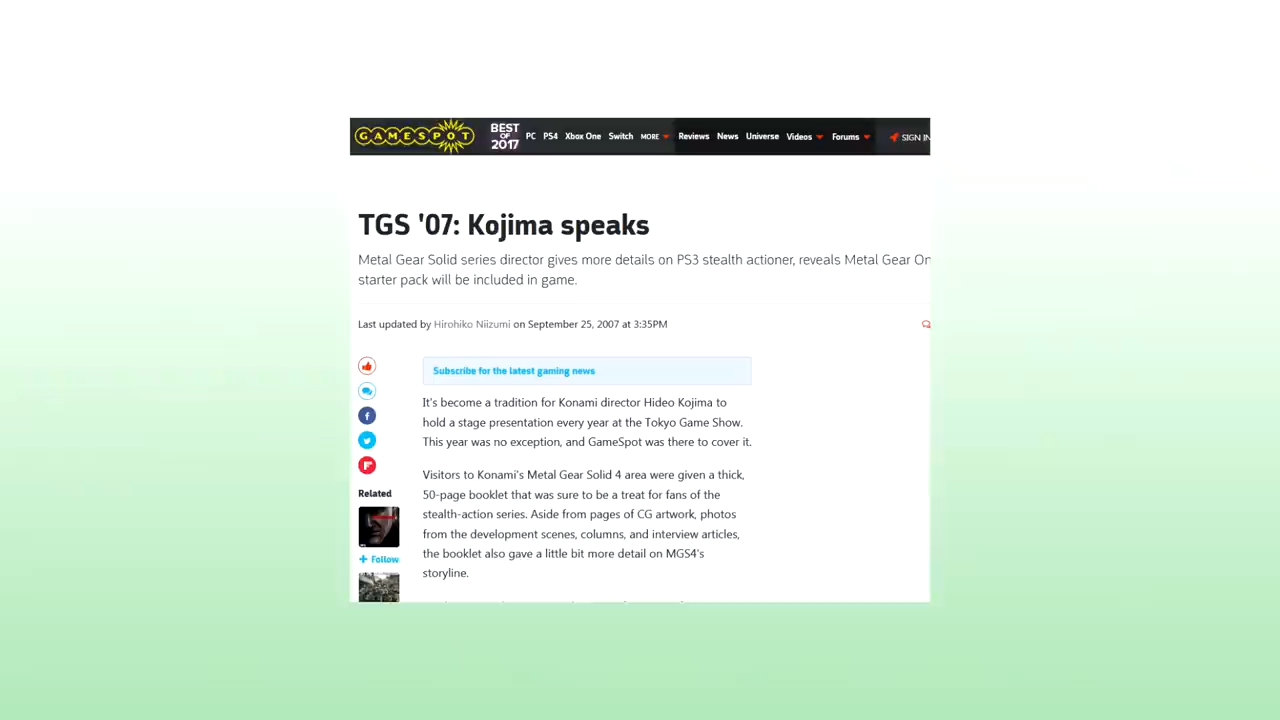 GAMESPOT
BEST
OF
2017
PC PS4 Xbox One Switch MORE Reviews News Universe Videos Forums SIGN IN
TGS '07: Kojima speaks
Metal Gear Solid series director gives more details on PS3 stealth actioner, reveals Metal Gear On
starter pack will be included in game.
Last updated by Hirohiko Niizumi on September 25, 2007 at 3:35PM
Subscribe for the latest gaming news
It's become a tradition for Konami director Hideo Kojima to
hold a stage presentation every year at the Tokyo Game Show.
This year was no exception, and GameSpot was there to cover it.
Visitors to Konami's Metal Gear Solid 4 area were given a thick,
50-page booklet that was sure to be a treat for fans of the
stealth-action series. Aside from pages of CG artwork, photos
from the development scenes, columns, and interview articles,
the booklet also gave a little bit more detail on MGS4's
storyline.
Related
+ Follow